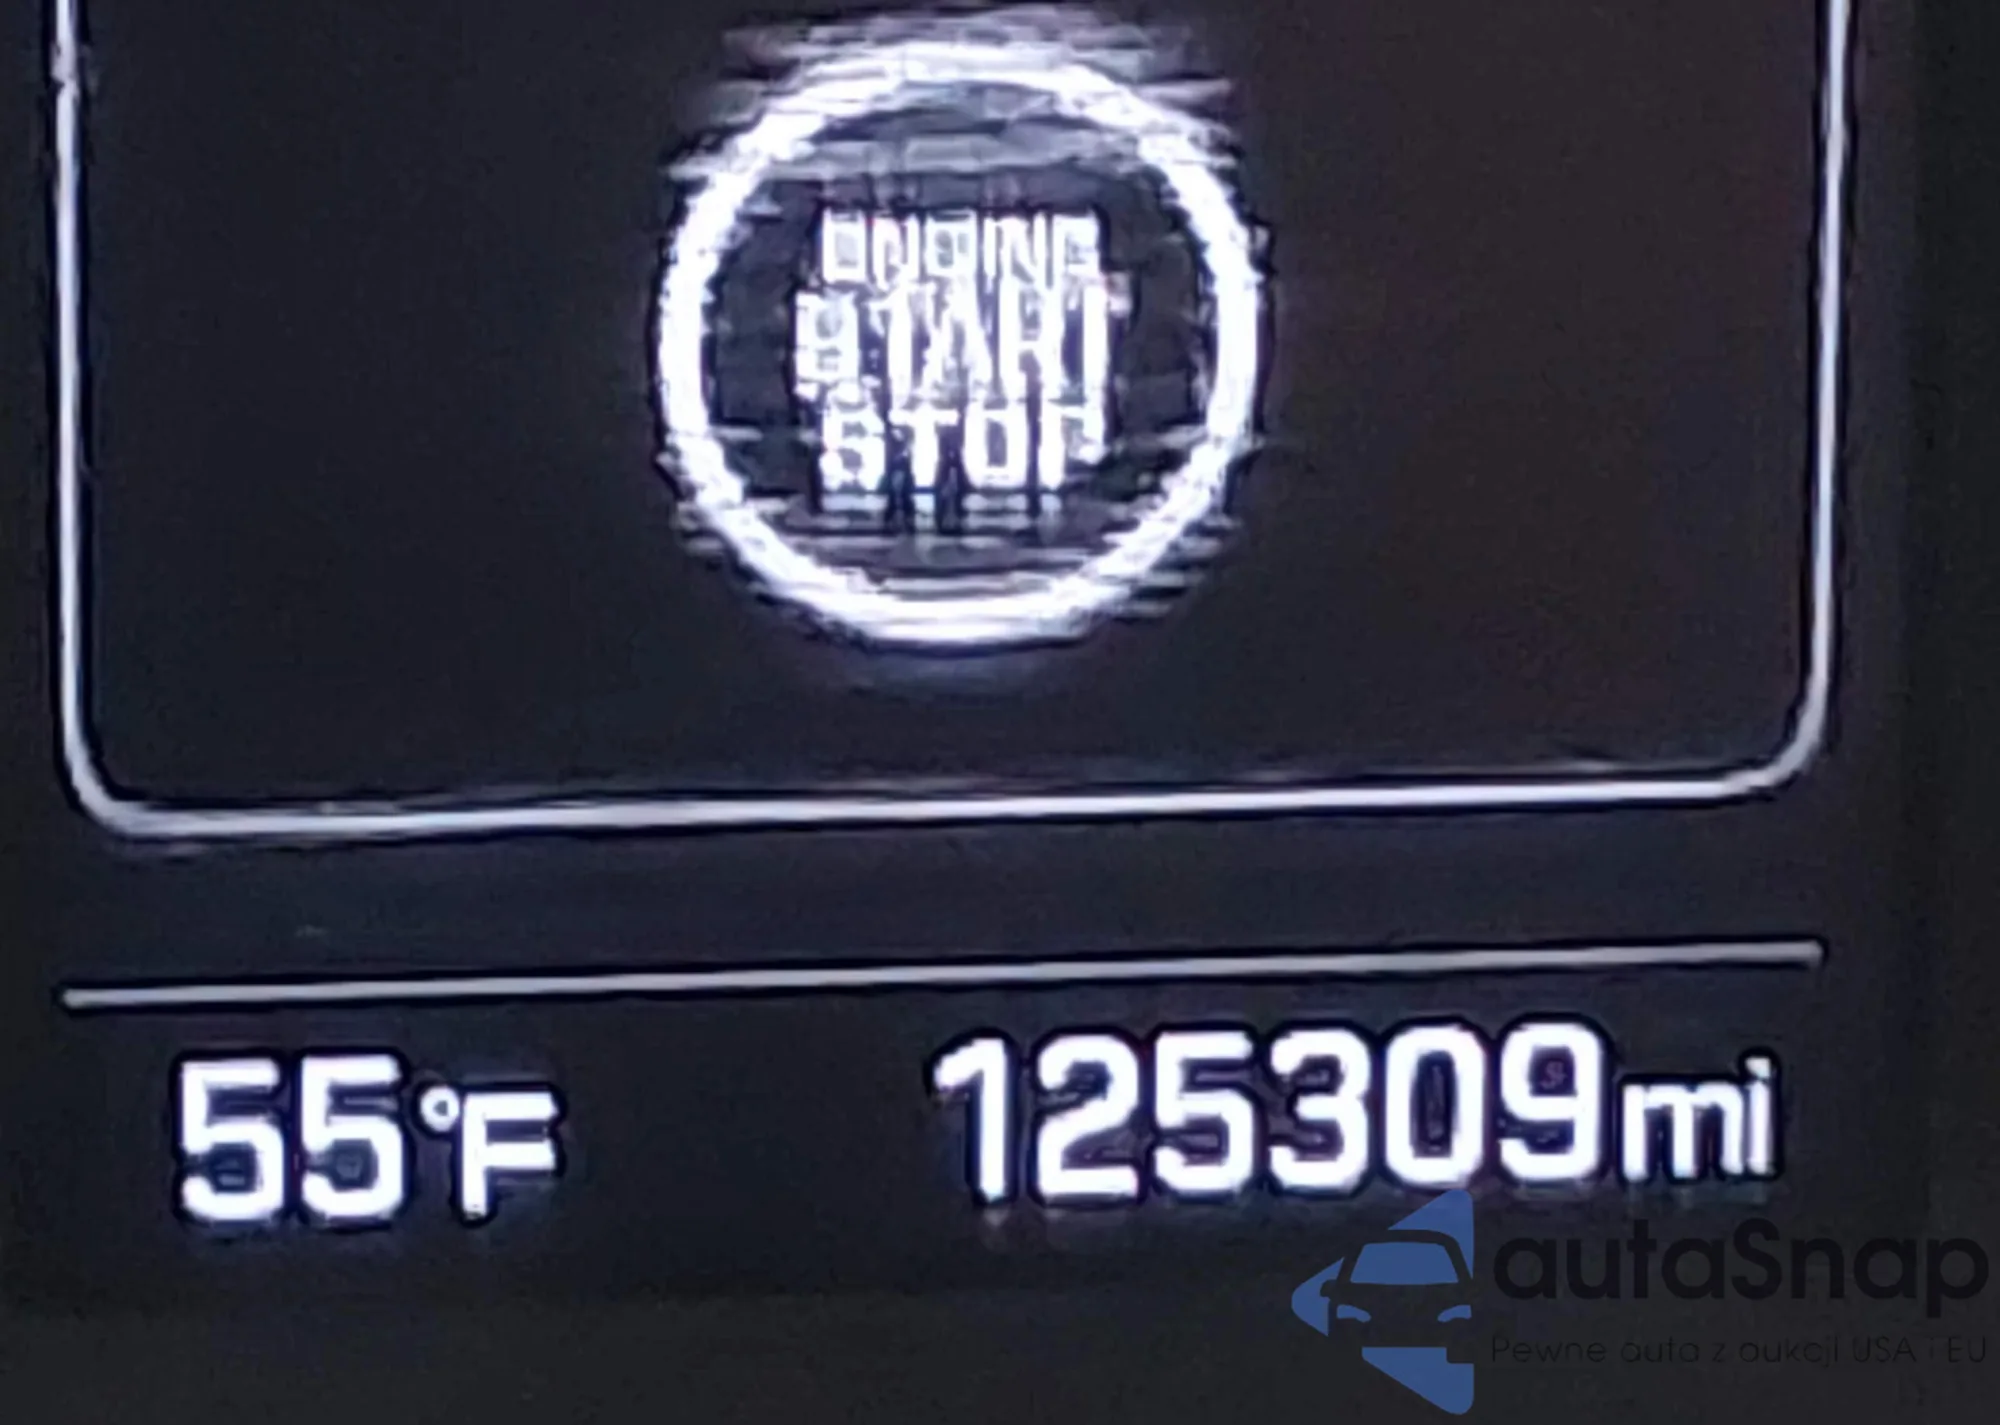 ENGINE
START
STOP
55°F 125309mi
autaSnap
Pewne auta z aukcji USA i EU